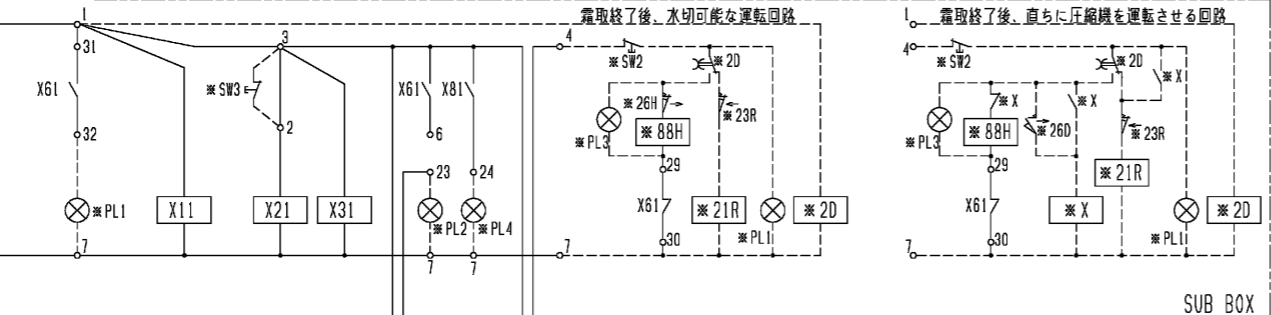 霜取終了後、水切可能な運転回路
霜取終了後、直ちに圧縮機を運転させる回路
1
31
3
4
1
4
※SW2
※2D
※SW2
※2D
※X
X61
※SW3
X61
X81
※26H
※23R
※X
※X
32
2
6
※PL3
※88H
※PL3
※88H
※26D
※23R
23
24
29
29
※21R
※PL1
X11
X21
X31
※PL2
※PL4
X61
※21R
※PL1
※2D
X61
※X
※PL1
※2D
7
7
7
7
30
7
30
SUB BOX